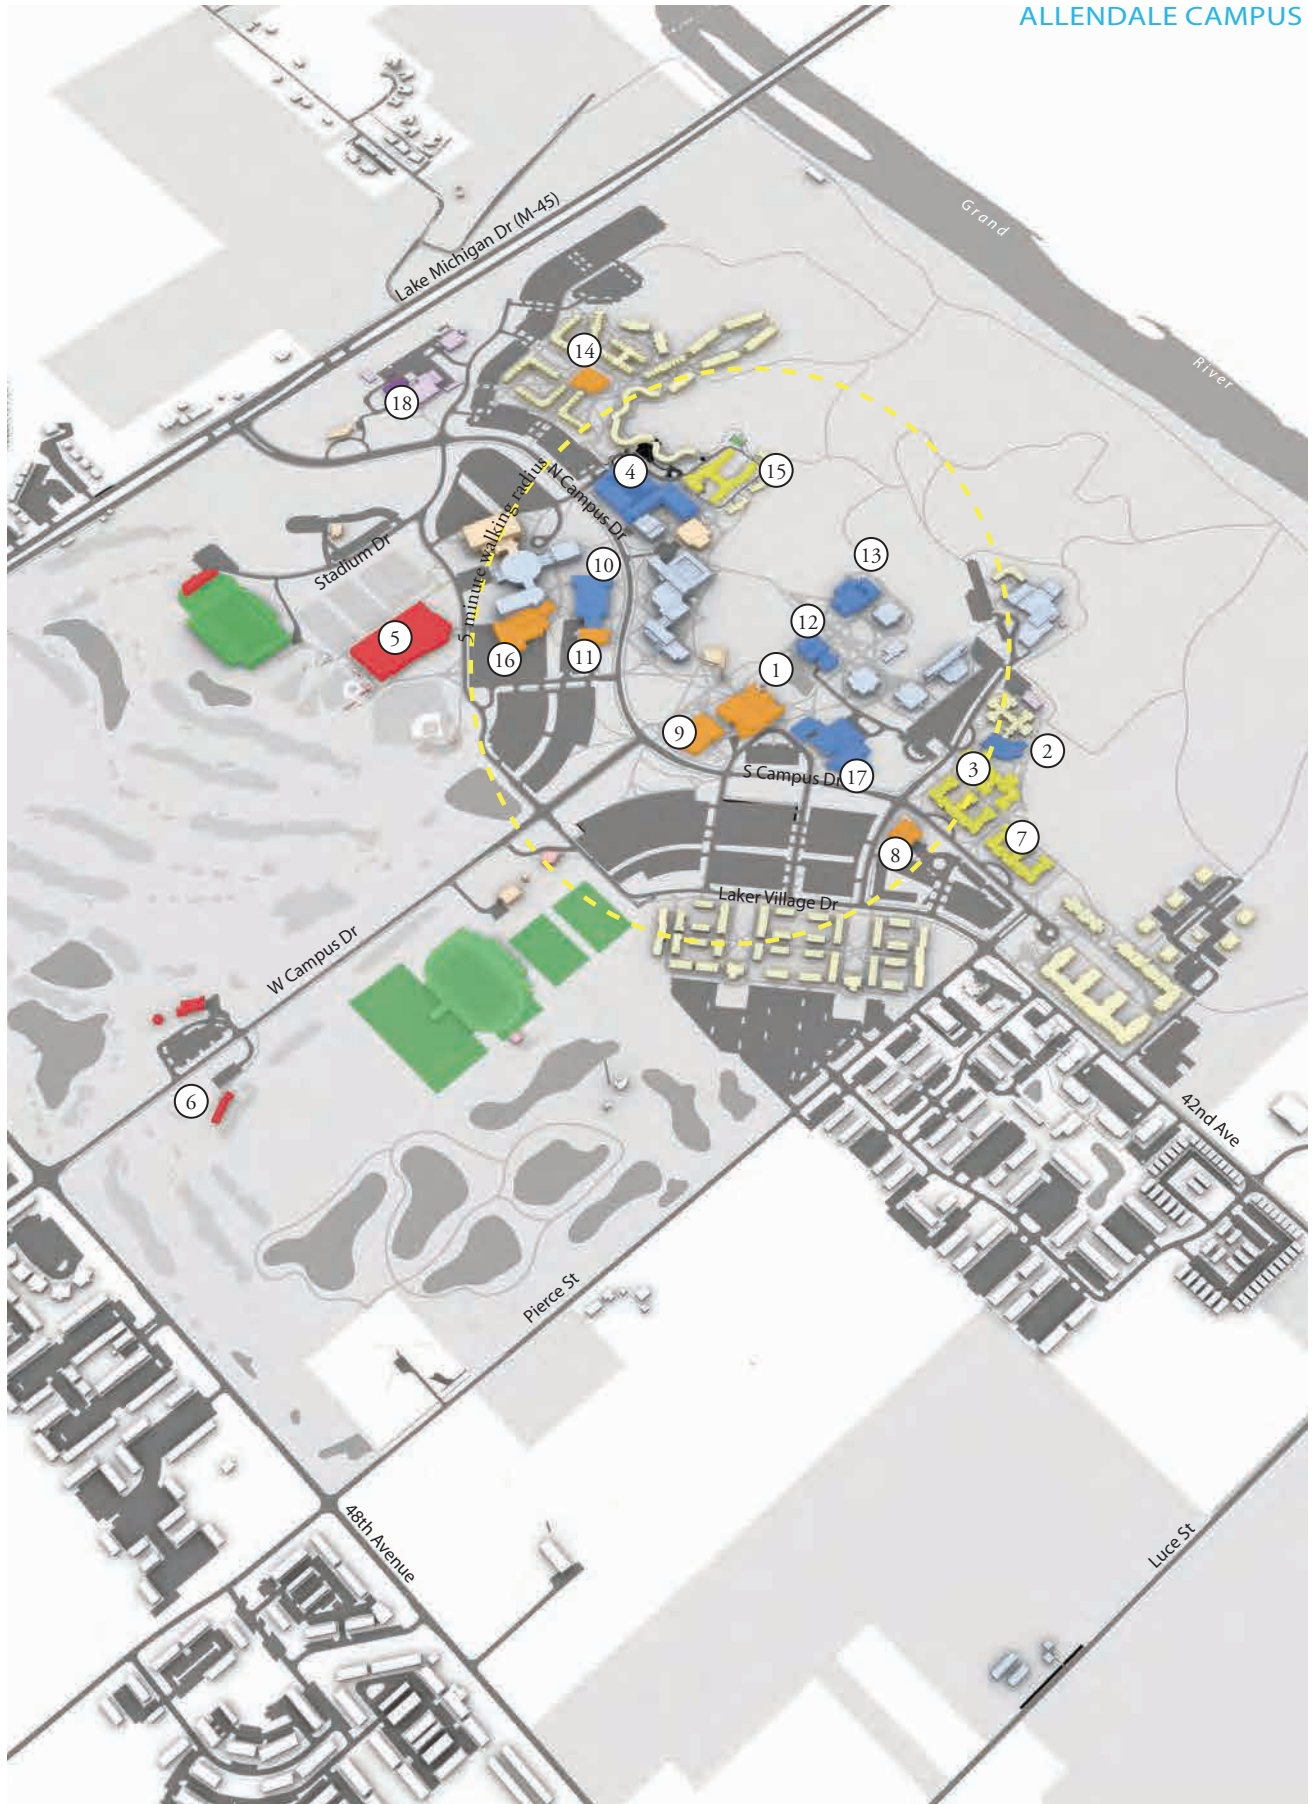 ALLENDALE CAMPUS
Grand
Lake Michigan Dr (M-45)
River
14
18
4
15
N Campus Dr
5 minute walking radius
Stadium Dr
10
13
12
5
16
11
1
9
2
3
17
S Campus Dr
7
8
Laker Village Dr
W Campus Dr
6
42nd Ave
Pierce St
48th Avenue
Luce St